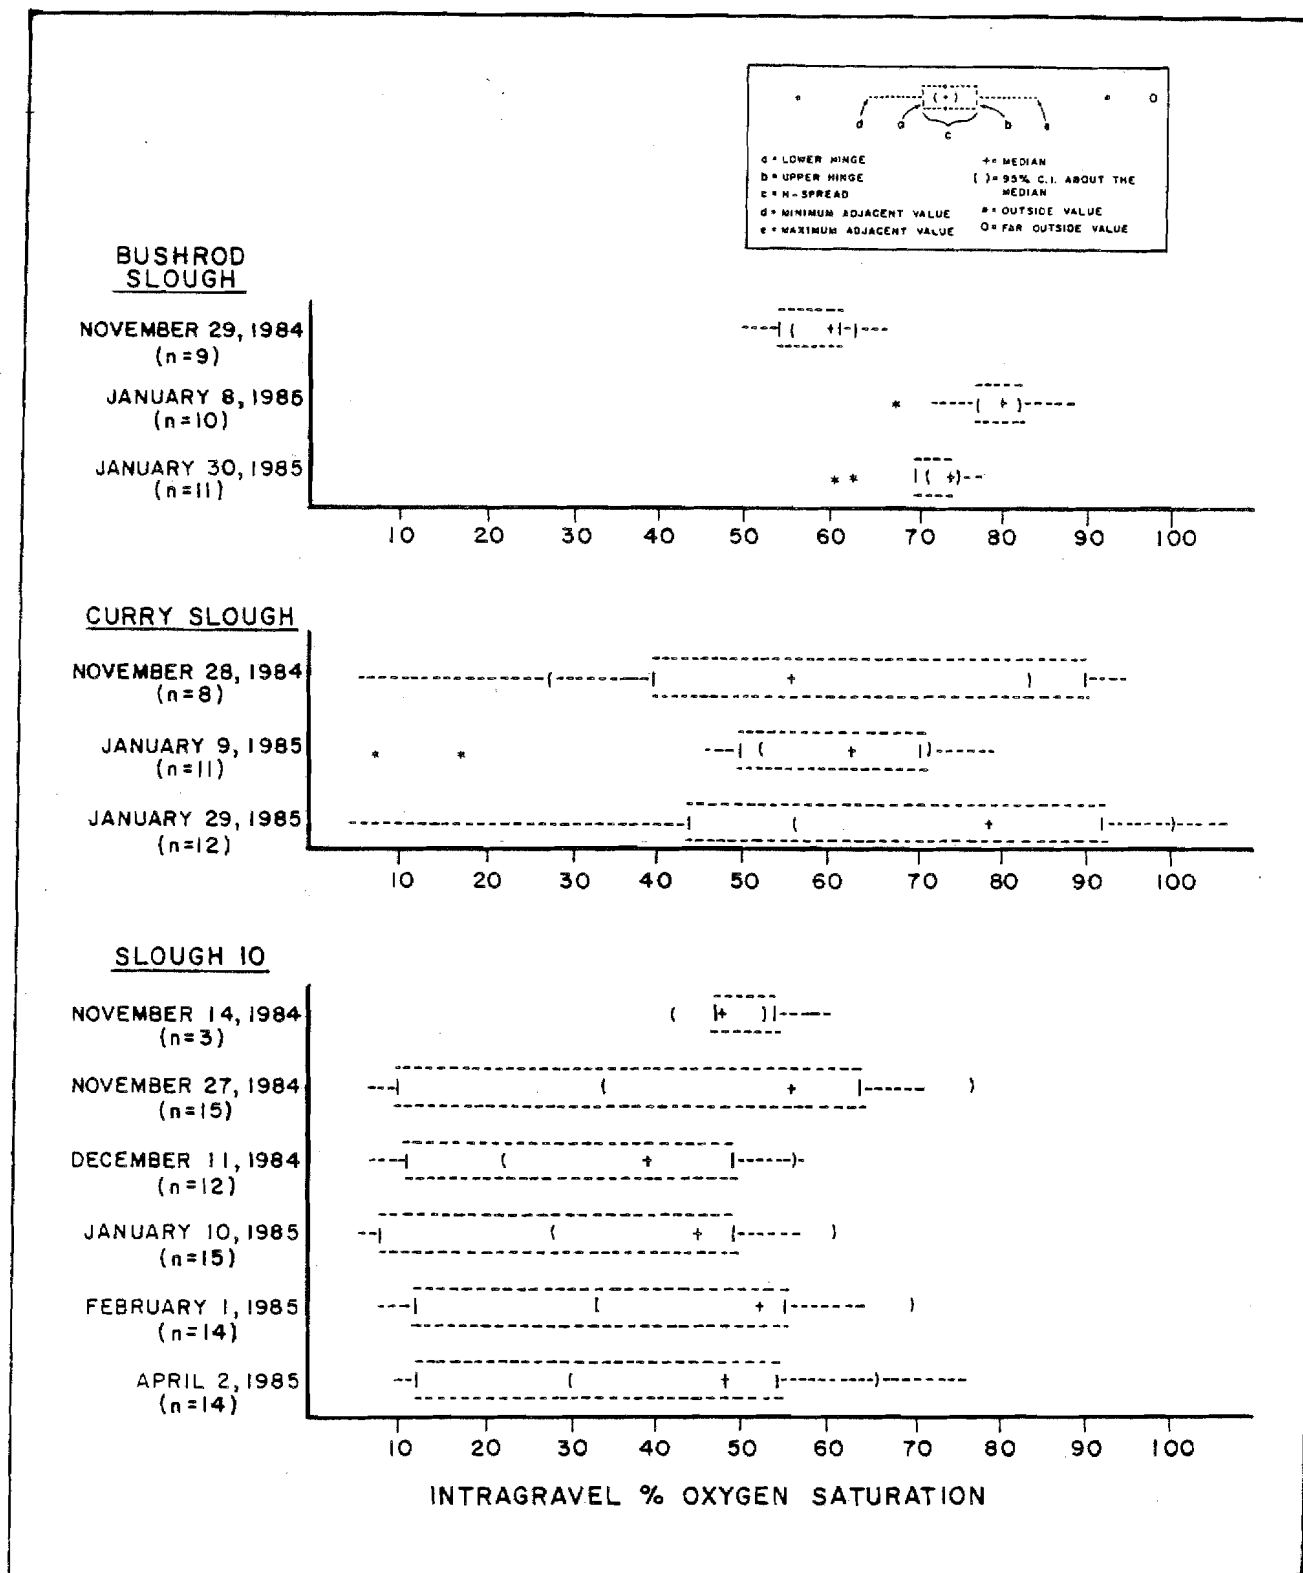 * ( + ) * O
d a c b e
a = LOWER HINGE
b = UPPER HINGE
c = H-SPREAD
d = MINIMUM ADJACENT VALUE
e = MAXIMUM ADJACENT VALUE
+ = MEDIAN
( ) = 95% C.I. ABOUT THE
MEDIAN
* = OUTSIDE VALUE
O = FAR OUTSIDE VALUE
BUSHROD
SLOUGH
NOVEMBER 29, 1984
(n=9)
JANUARY 8, 1985
(n=10)
JANUARY 30, 1985
(n=11)
10 20 30 40 50 60 70 80 90 100
CURRY SLOUGH
NOVEMBER 28, 1984
(n=8)
JANUARY 9, 1985
(n=11)
JANUARY 29, 1985
(n=12)
10 20 30 40 50 60 70 80 90 100
SLOUGH 10
NOVEMBER 14, 1984
(n=3)
NOVEMBER 27, 1984
(n=15)
DECEMBER 11, 1984
(n=12)
JANUARY 10, 1985
(n=15)
FEBRUARY 1, 1985
(n=14)
APRIL 2, 1985
(n=14)
10 20 30 40 50 60 70 80 90 100
INTRAGRAVEL % OXYGEN SATURATION